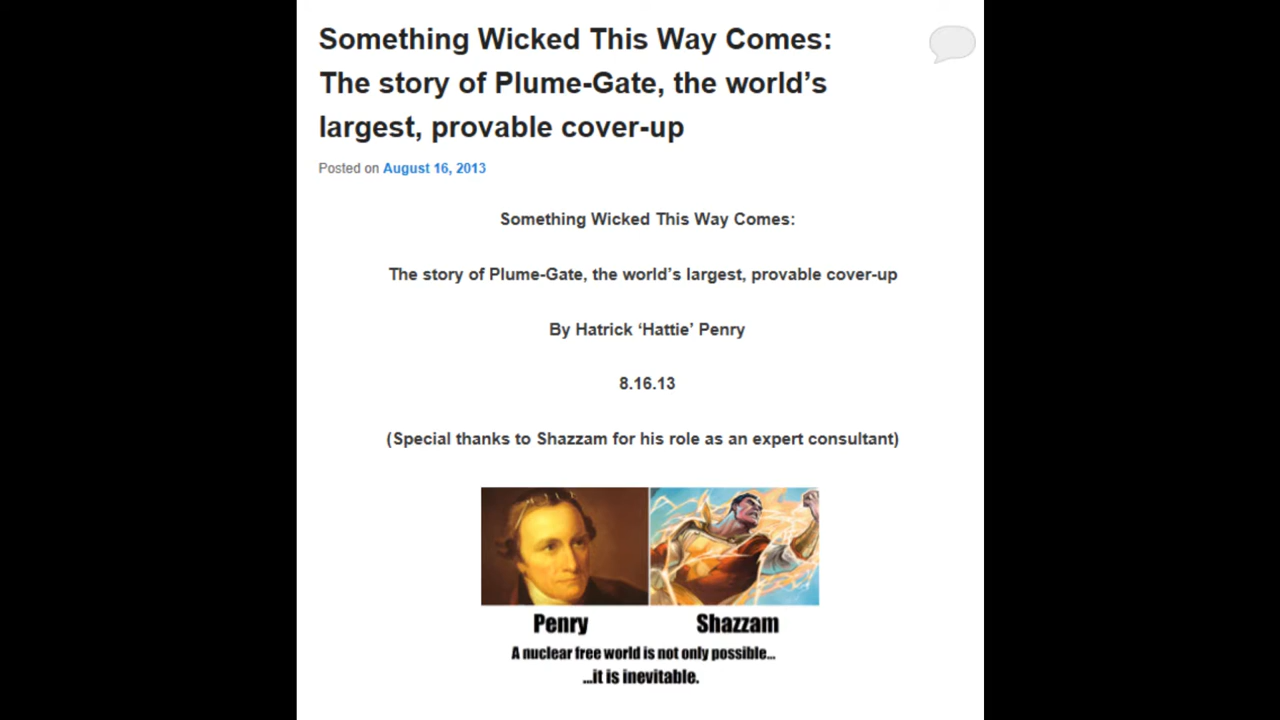 Something Wicked This Way Comes:
The story of Plume-Gate, the world’s
largest, provable cover-up
Posted on August 16, 2013
Something Wicked This Way Comes:
The story of Plume-Gate, the world’s largest, provable cover-up
By Hatrick ‘Hattie’ Penry
8.16.13
(Special thanks to Shazzam for his role as an expert consultant)
Penry Shazzam
A nuclear free world is not only possible...
...it is inevitable.